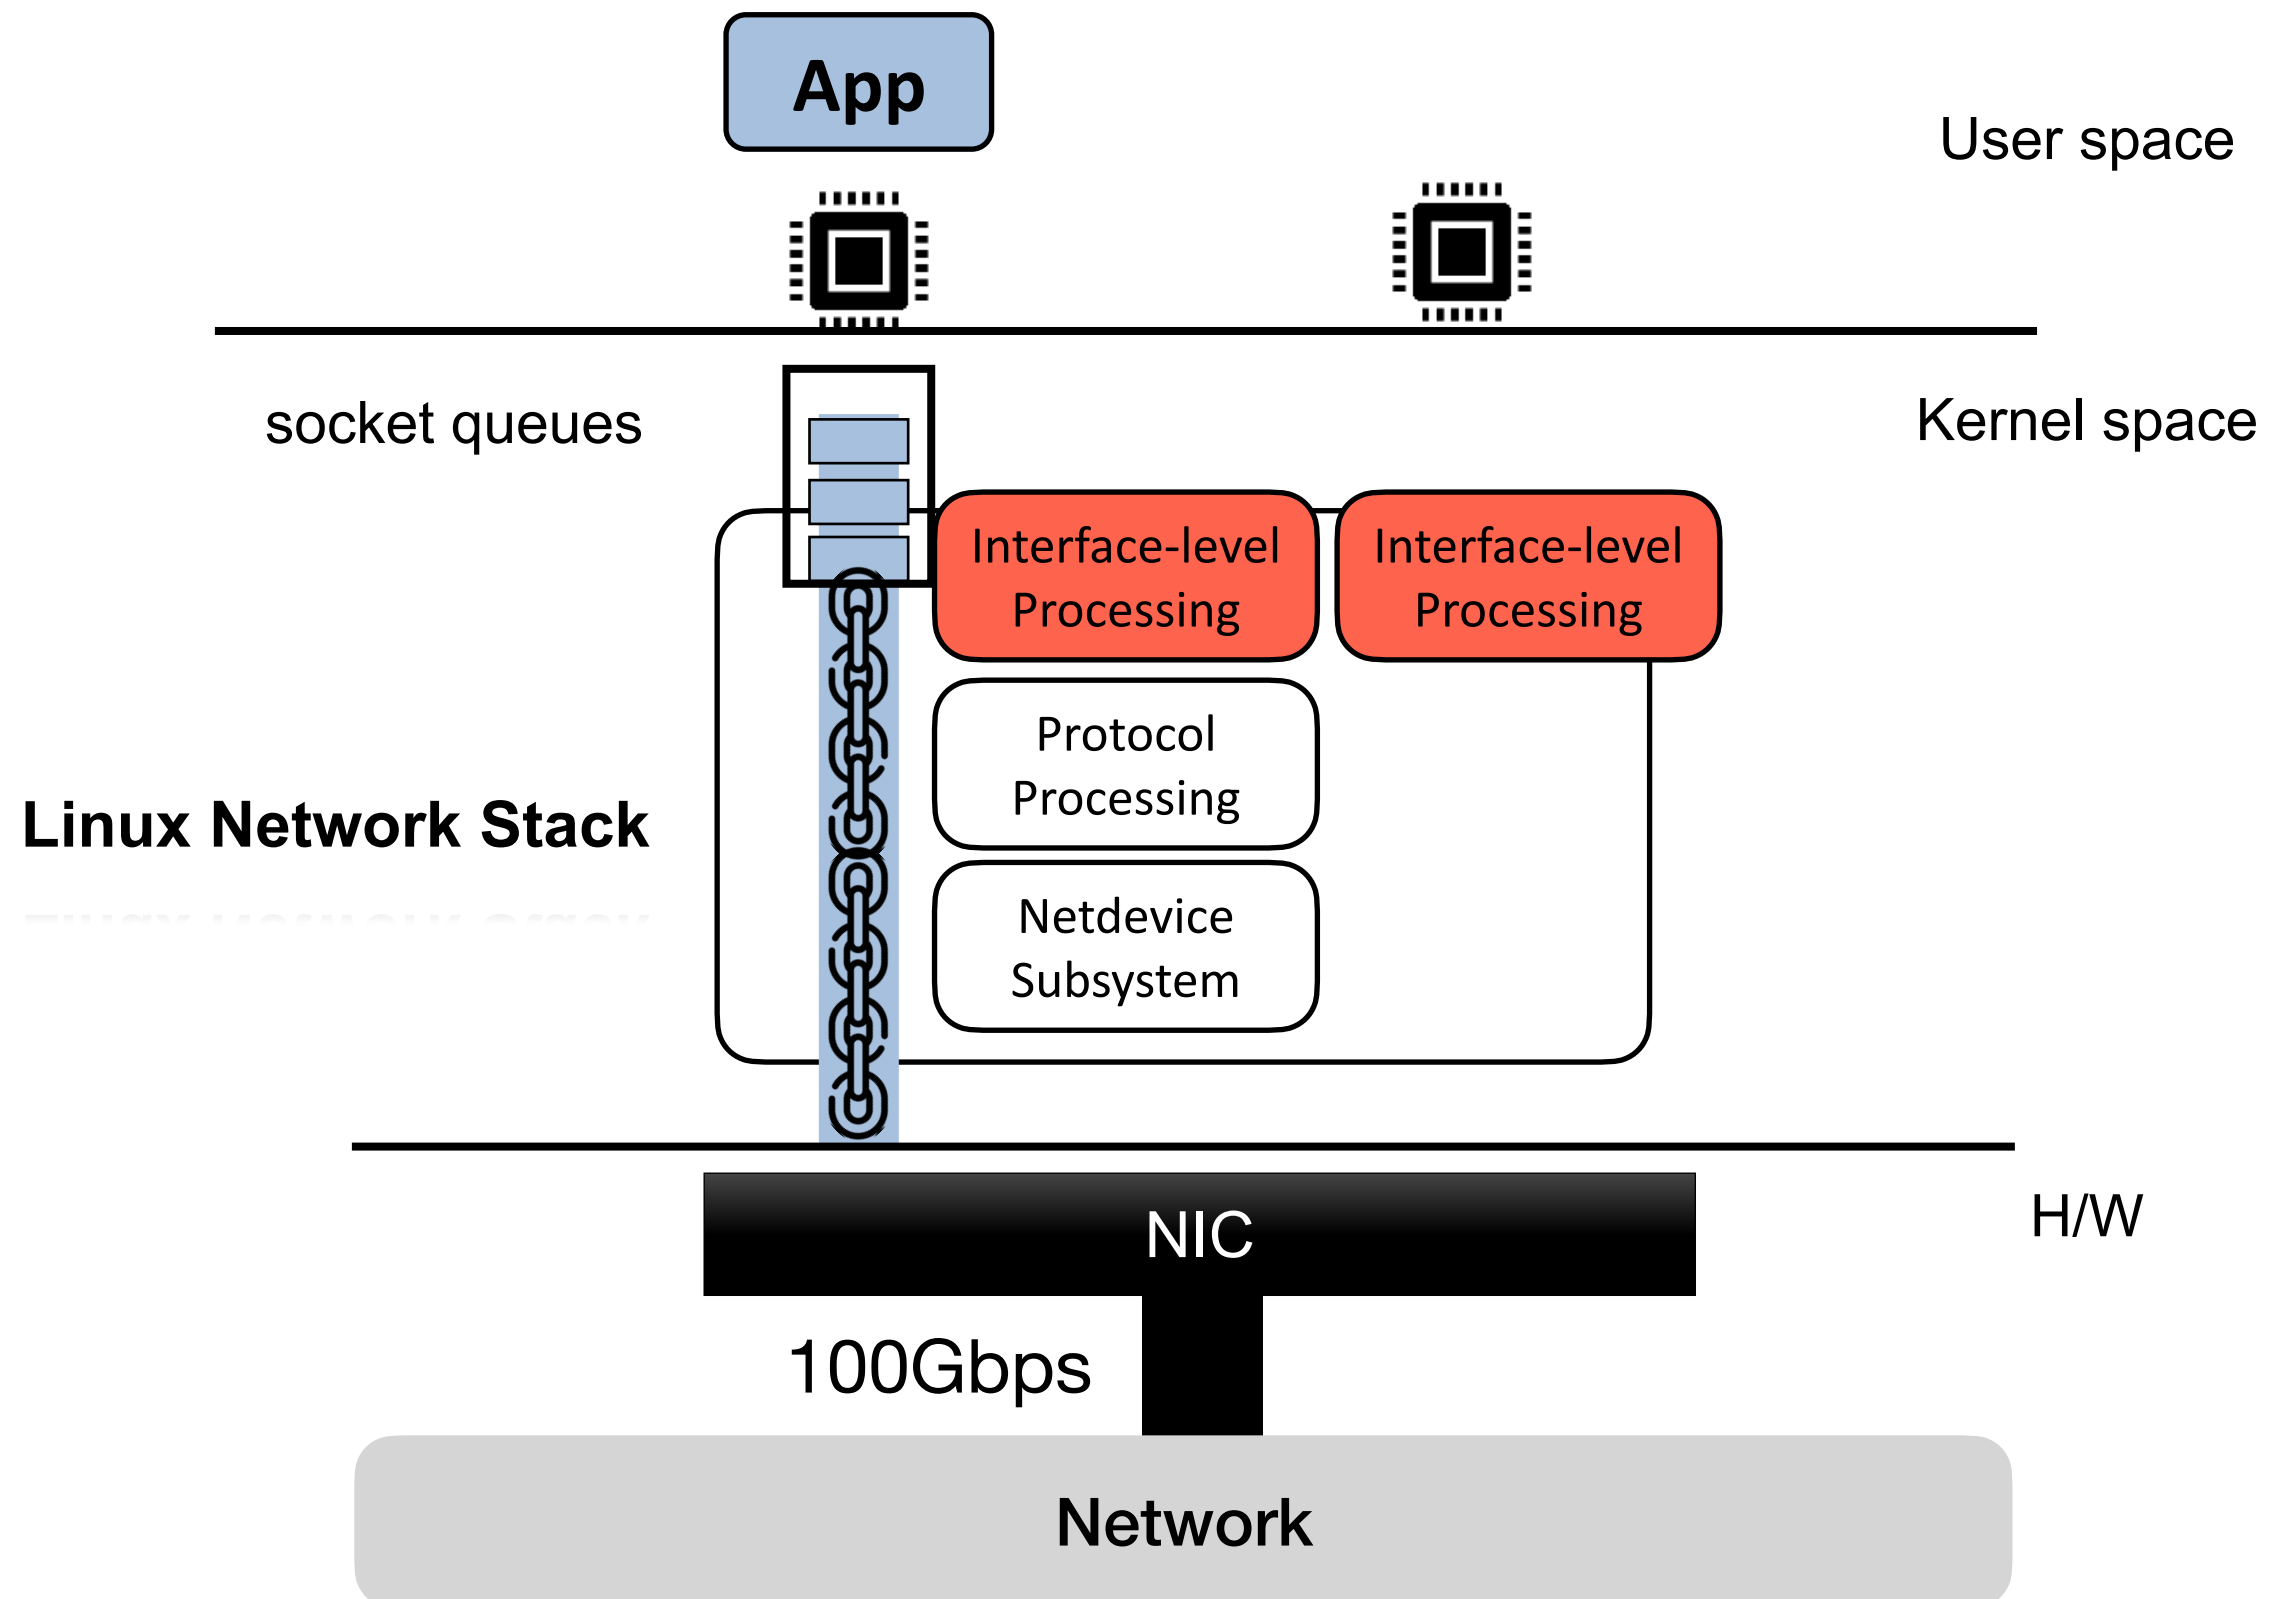 App
User space
socket queues
Kernel space
Interface-level
Processing
Interface-level
Processing
Protocol
Processing
Linux Network Stack
Netdevice
Subsystem
NIC
H/W
100Gbps
Network